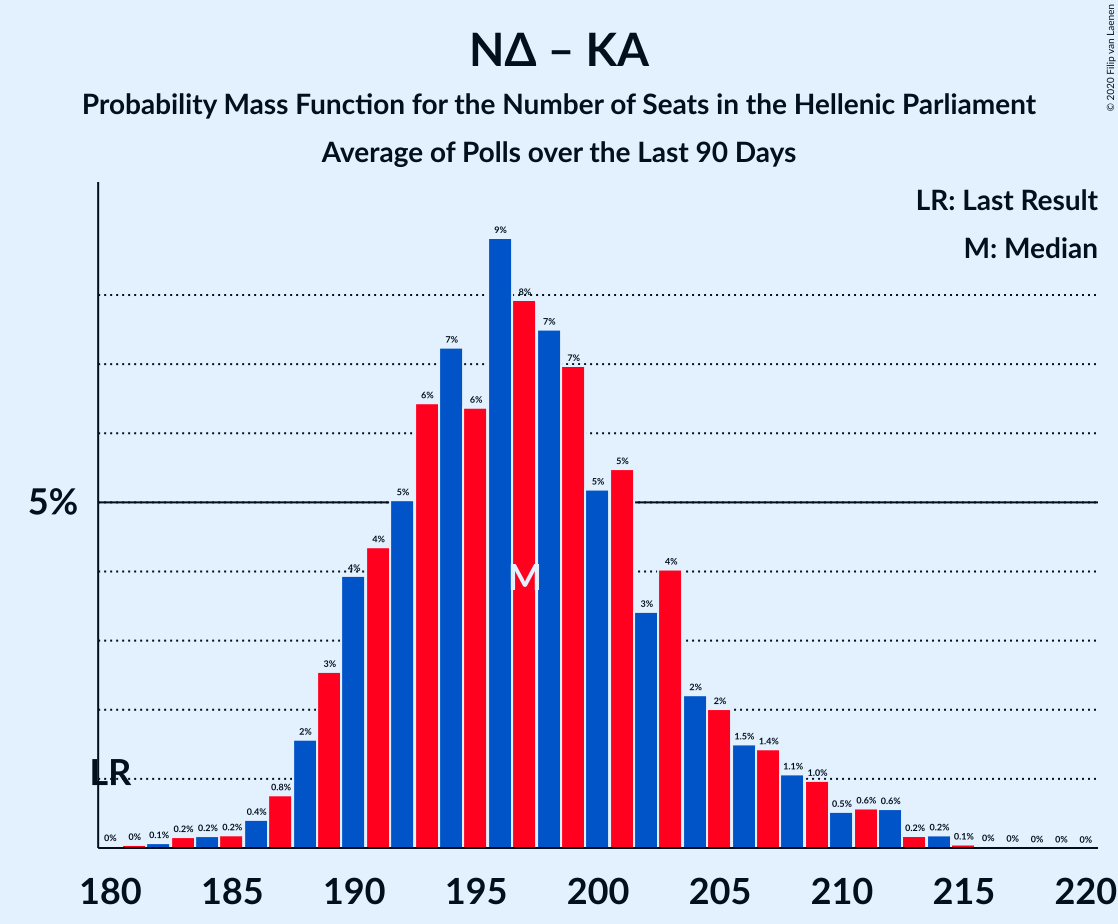 © 2020 Filip van Laenen
ΝΔ – ΚΑ
Probability Mass Function for the Number of Seats in the Hellenic Parliament
Average of Polls over the Last 90 Days
LR: Last Result
M: Median
5%
0% 0% 0.1% 0.2% 0.2% 0.2% 0.4% 0.8% 2% 3% 4% 4% 5% 6% 7% 6% 9% 8% 7% 7% 5% 5% 3% 4% 2% 2% 1.5% 1.4% 1.1% 1.0% 0.5% 0.6% 0.6% 0.2% 0.2% 0.1% 0% 0% 0% 0% 0%
M
LR
180 185 190 195 200 205 210 215 220